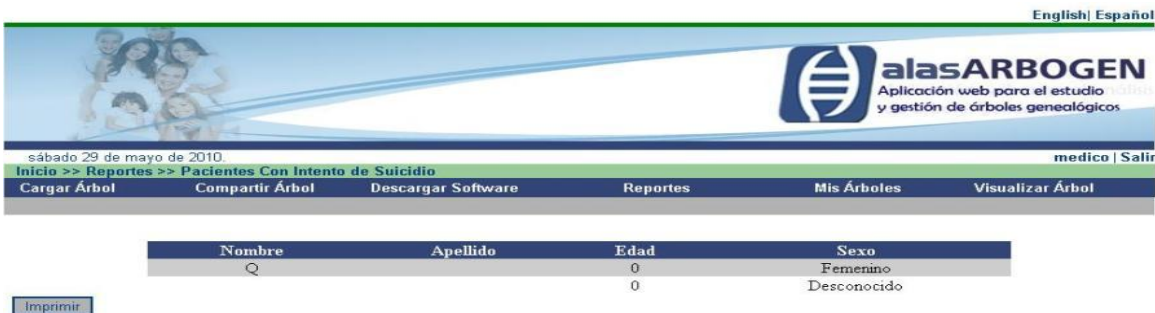 English| Español
alasARBOGEN
Aplicación web para el estudio
y gestión de árboles genealógicos
sábado 29 de mayo de 2010.
medico | Salir
Inicio >> Reportes >> Pacientes Con Intento de Suicidio
Cargar Árbol Compartir Árbol Descargar Software Reportes Mis Árboles Visualizar Árbol
Nombre Apellido Edad Sexo
Q 0 Femenino
0 Desconocido
Imprimir